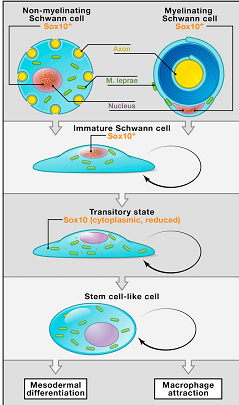 Non-myelinating
Schwann cell
Sox10⁺
Myelinating
Schwann cell
Sox10⁺
Axon
M. leprae
Nucleus
Immature Schwann cell
Sox10⁺
Transitory state
Sox10 (cytoplasmic, reduced)
Stem cell-like cell
Mesodermal
differentiation
Macrophage
attraction